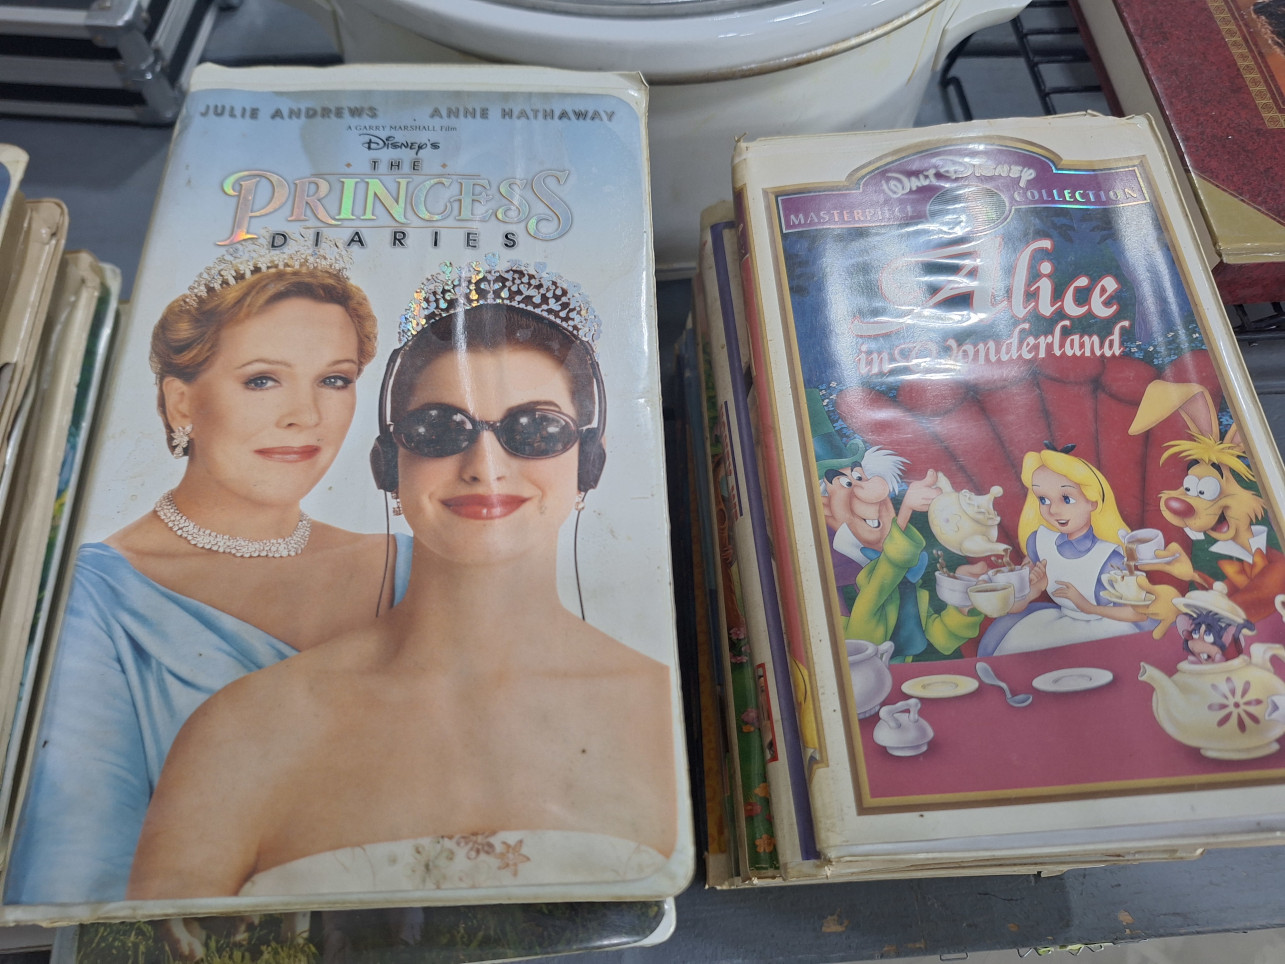 JULIE ANDREWS ANNE HATHAWAY
A GARRY MARSHALL Film
DISNEY'S
THE
PRINCESS
DIARIES
WALT DISNEY
MASTERPIECE COLLECTION
Alice
in Wonderland